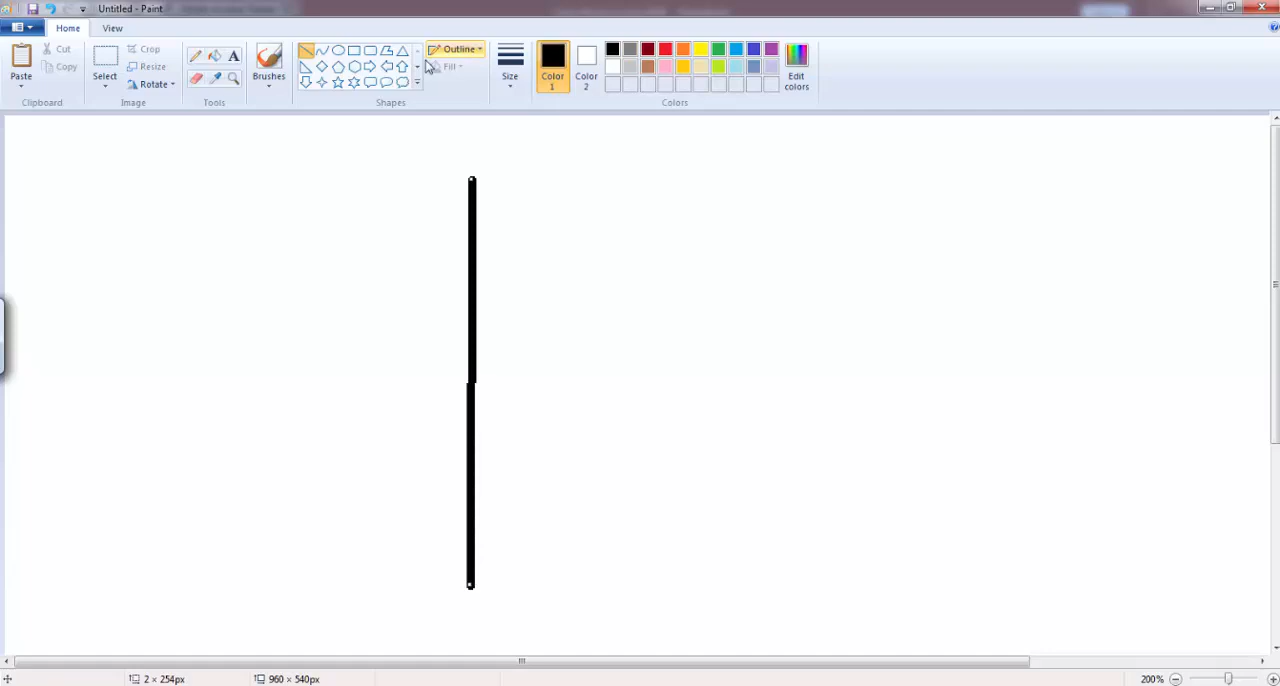 Untitled - Paint
Home View
Cut
Copy
Paste
Clipboard
Crop
Resize
Rotate
Select
Image
Tools
Brushes
Shapes
Outline
Fill
Size
Color 1
Color 2
Edit colors
Colors
2 × 254px
960 × 540px
200%